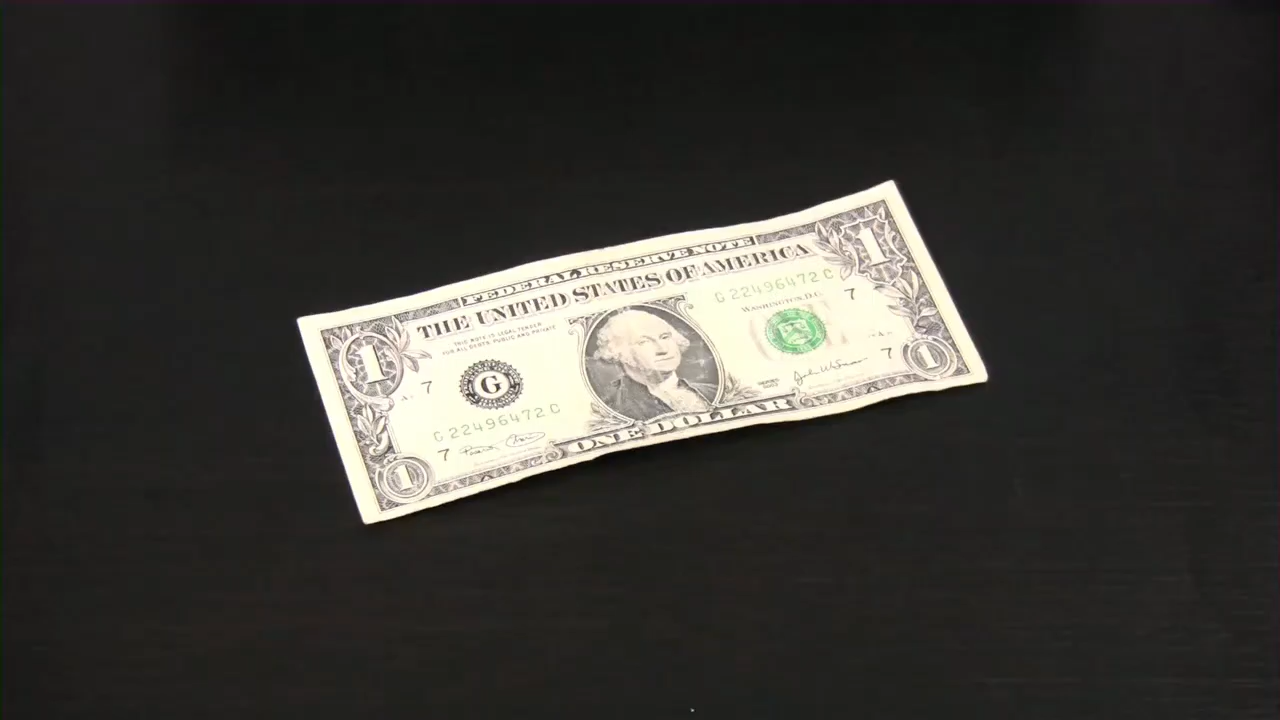 FEDERAL RESERVE NOTE
THE UNITED STATES OF AMERICA
THIS NOTE IS LEGAL TENDER
FOR ALL DEBTS, PUBLIC AND PRIVATE
C 22496472 C
WASHINGTON, D.C.
1
1
7
7
G
C 22496472 C
7
7
SERIES
1
1
ONE DOLLAR